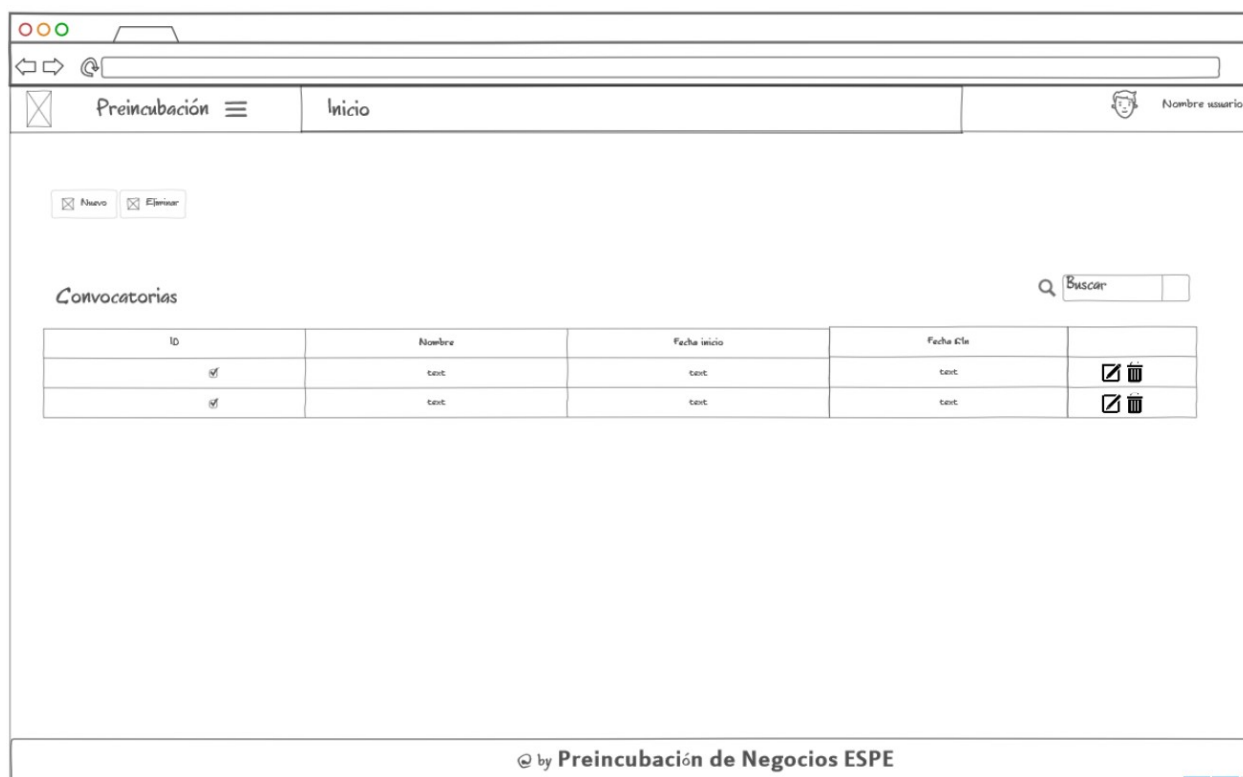 Preincubación Inicio Nombre usuario
Nuevo Eliminar
Convocatorias Buscar
ID Nombre Fecha inicio Fecha fin
text text text
text text text
@ by Preincubación de Negocios ESPE